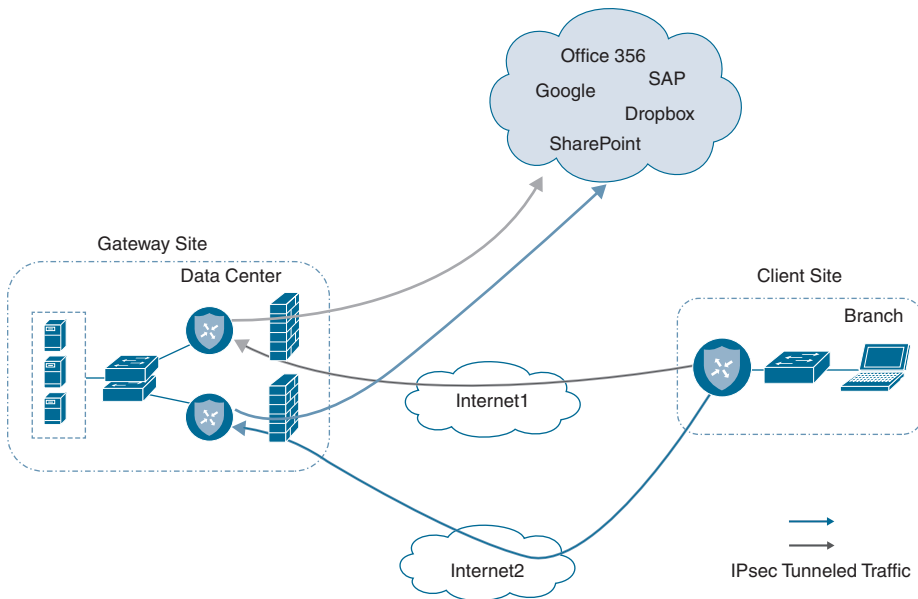 Office 356
SAP
Google
Dropbox
SharePoint
Gateway Site
Data Center
Client Site
Branch
Internet1
Internet2
IPsec Tunneled Traffic